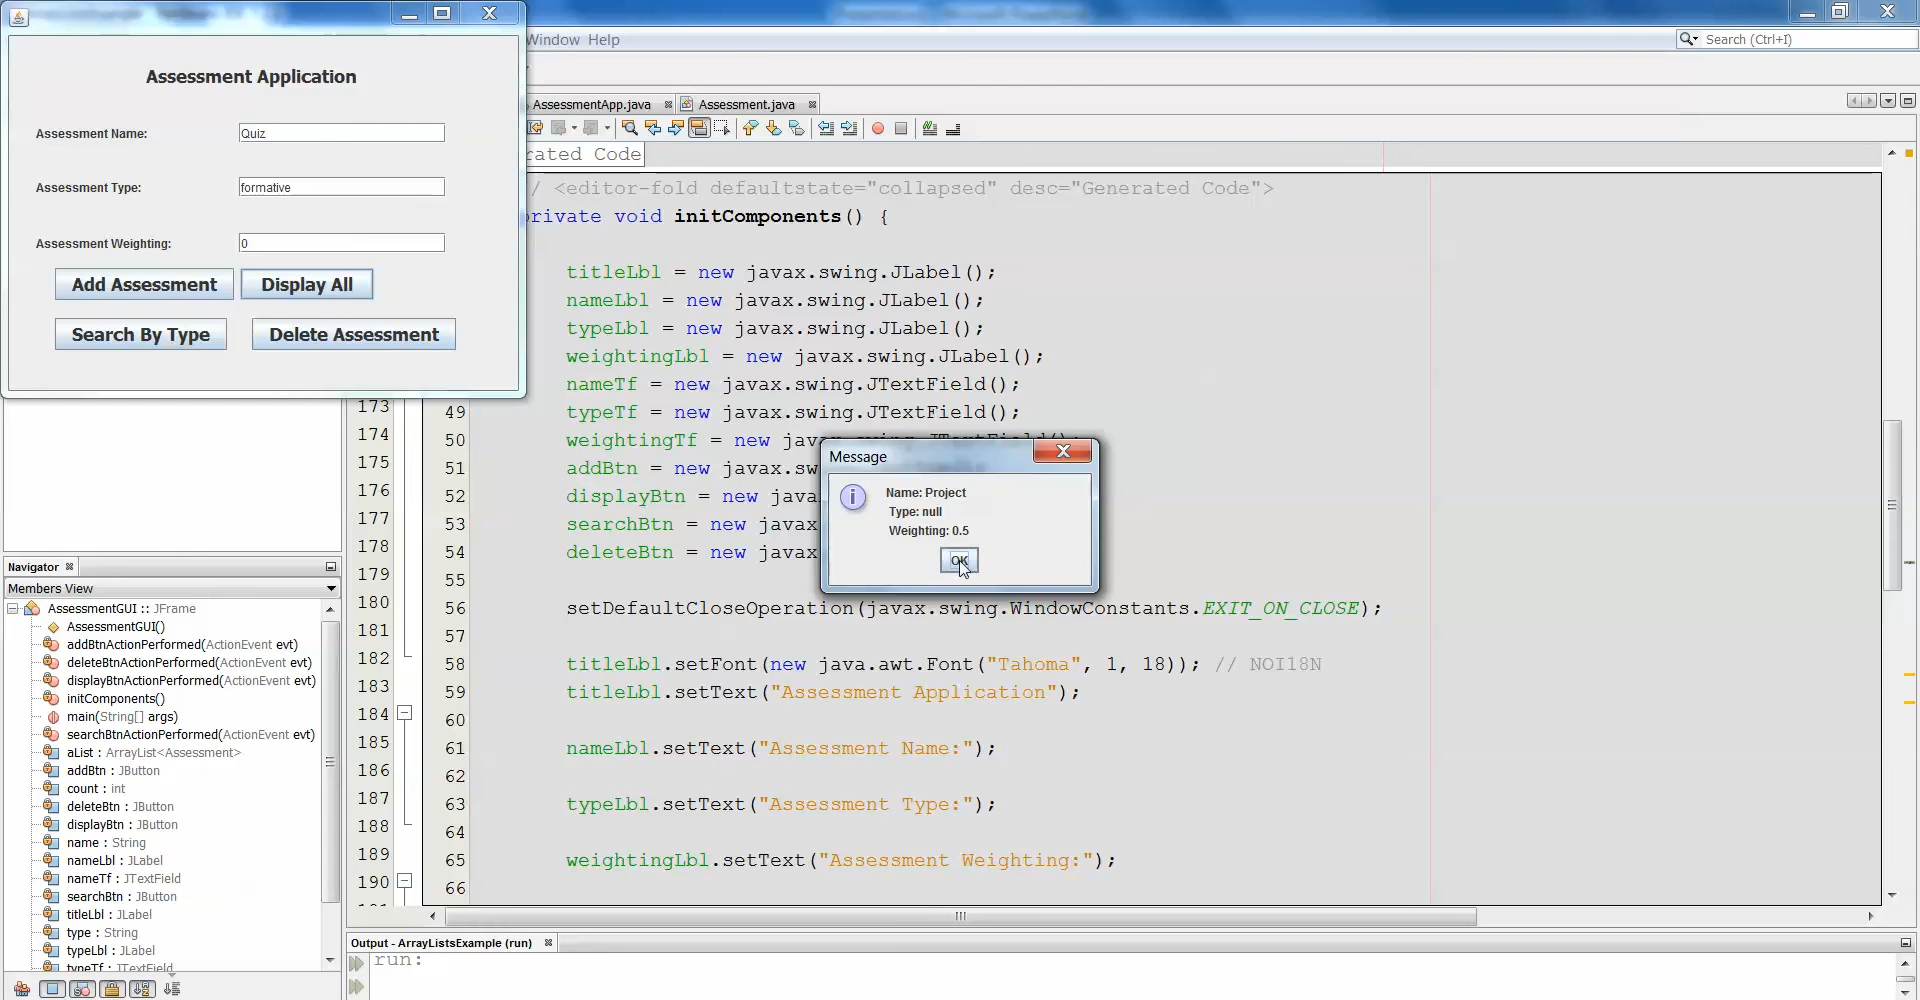 Window Help
Search (Ctrl+I)
Assessment Application
Assessment Name:
Quiz
Assessment Type:
formative
Assessment Weighting:
0
Add Assessment
Display All
Search By Type
Delete Assessment
AssessmentApp.java
Assessment.java
rated Code
/ <editor-fold defaultstate="collapsed" desc="Generated Code">
private void initComponents() {
titleLbl = new javax.swing.JLabel();
nameLbl = new javax.swing.JLabel();
typeLbl = new javax.swing.JLabel();
weightingLbl = new javax.swing.JLabel();
nameTf = new javax.swing.JTextField();
173
49
typeTf = new javax.swing.JTextField();
174
50
weightingTf = new javax.swing.JTextField();
175
51
addBtn = new javax.sw
176
52
displayBtn = new java
177
53
searchBtn = new javax
178
54
deleteBtn = new javax
179
55
180
56
setDefaultCloseOperation(javax.swing.WindowConstants.EXIT_ON_CLOSE);
181
57
182
58
titleLbl.setFont(new java.awt.Font("Tahoma", 1, 18)); // NOI18N
183
59
titleLbl.setText("Assessment Application");
184
60
185
61
nameLbl.setText("Assessment Name:");
186
62
187
63
typeLbl.setText("Assessment Type:");
188
64
189
65
weightingLbl.setText("Assessment Weighting:");
190
66
Message
Name: Project
Type: null
Weighting: 0.5
OK
Navigator
Members View
AssessmentGUI :: JFrame
AssessmentGUI()
addBtnActionPerformed(ActionEvent evt)
deleteBtnActionPerformed(ActionEvent evt)
displayBtnActionPerformed(ActionEvent evt)
initComponents()
main(String[] args)
searchBtnActionPerformed(ActionEvent evt)
aList : ArrayList<Assessment>
addBtn : JButton
count : int
deleteBtn : JButton
displayBtn : JButton
name : String
nameLbl : JLabel
nameTf : JTextField
searchBtn : JButton
titleLbl : JLabel
type : String
typeLbl : JLabel
typeTf : JTextField
Output - ArrayListsExample (run)
run: